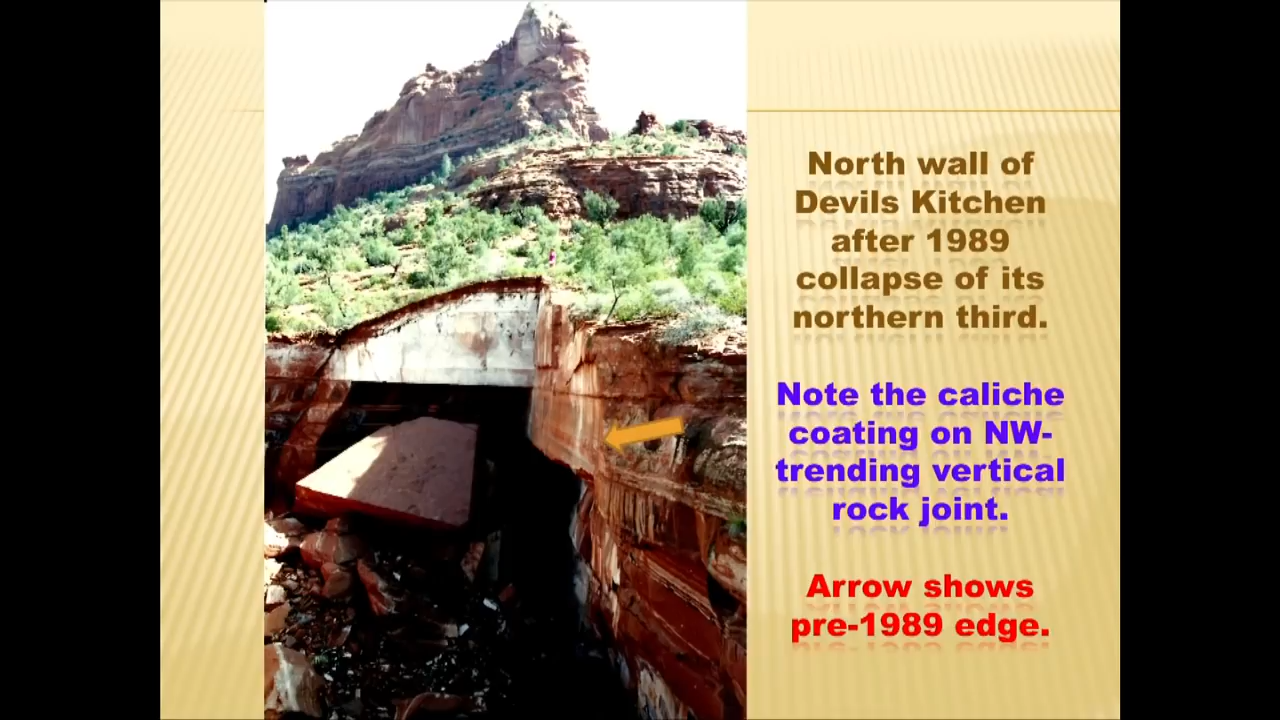 North wall of
Devils Kitchen
after 1989
collapse of its
northern third.
Note the caliche
coating on NW-
trending vertical
rock joint.
Arrow shows
pre-1989 edge.